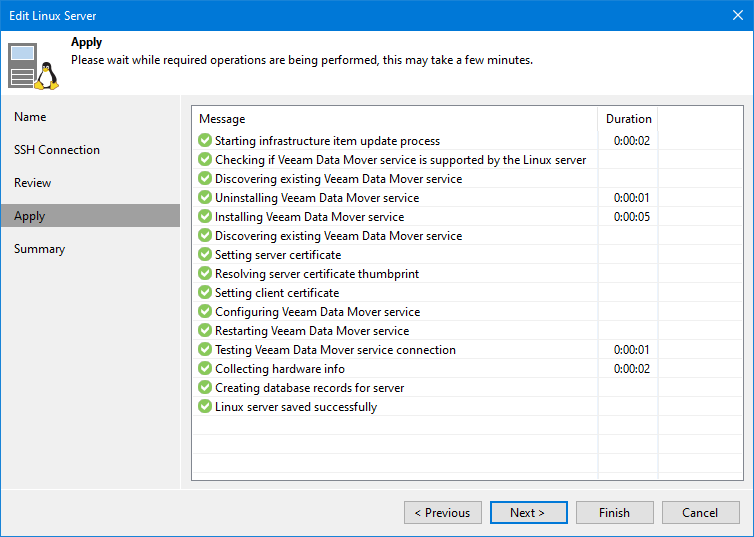 Edit Linux Server
Apply
Please wait while required operations are being performed, this may take a few minutes.
Name
SSH Connection
Review
Apply
Summary
Message Duration
Starting infrastructure item update process 0:00:02
Checking if Veeam Data Mover service is supported by the Linux server
Discovering existing Veeam Data Mover service
Uninstalling Veeam Data Mover service 0:00:01
Installing Veeam Data Mover service 0:00:05
Discovering existing Veeam Data Mover service
Setting server certificate
Resolving server certificate thumbprint
Setting client certificate
Configuring Veeam Data Mover service
Restarting Veeam Data Mover service
Testing Veeam Data Mover service connection 0:00:01
Collecting hardware info 0:00:02
Creating database records for server
Linux server saved successfully
< Previous Next > Finish Cancel